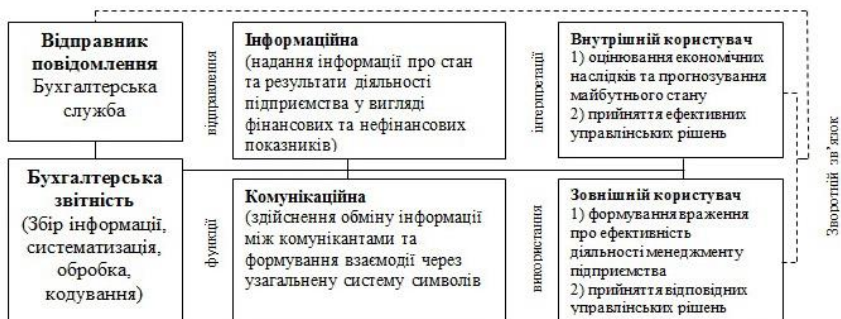 Відправник
повідомлення
Бухгалтерська
служба
відправлення
Інформаційна
(надання інформації про стан
та результати діяльності
підприємства у вигляді
фінансових та нефінансових
показників)
інтерпретації
Внутрішній користувач
1) оцінювання економічних
наслідків та прогнозування
майбутнього стану
2) прийняття ефективних
управлінських рішень
Бухгалтерська
звітність
(Збір інформації,
систематизація,
обробка,
кодування)
функції
Комунікаційна
(здійснення обміну інформації
між комунікантами та
формування взаємодії через
узагальнену систему символів
використання
Зовнішній користувач
1) формування враження
про ефективність
діяльності менеджменту
підприємства
2) прийняття відповідних
управлінських рішень
Зворотній зв’язок